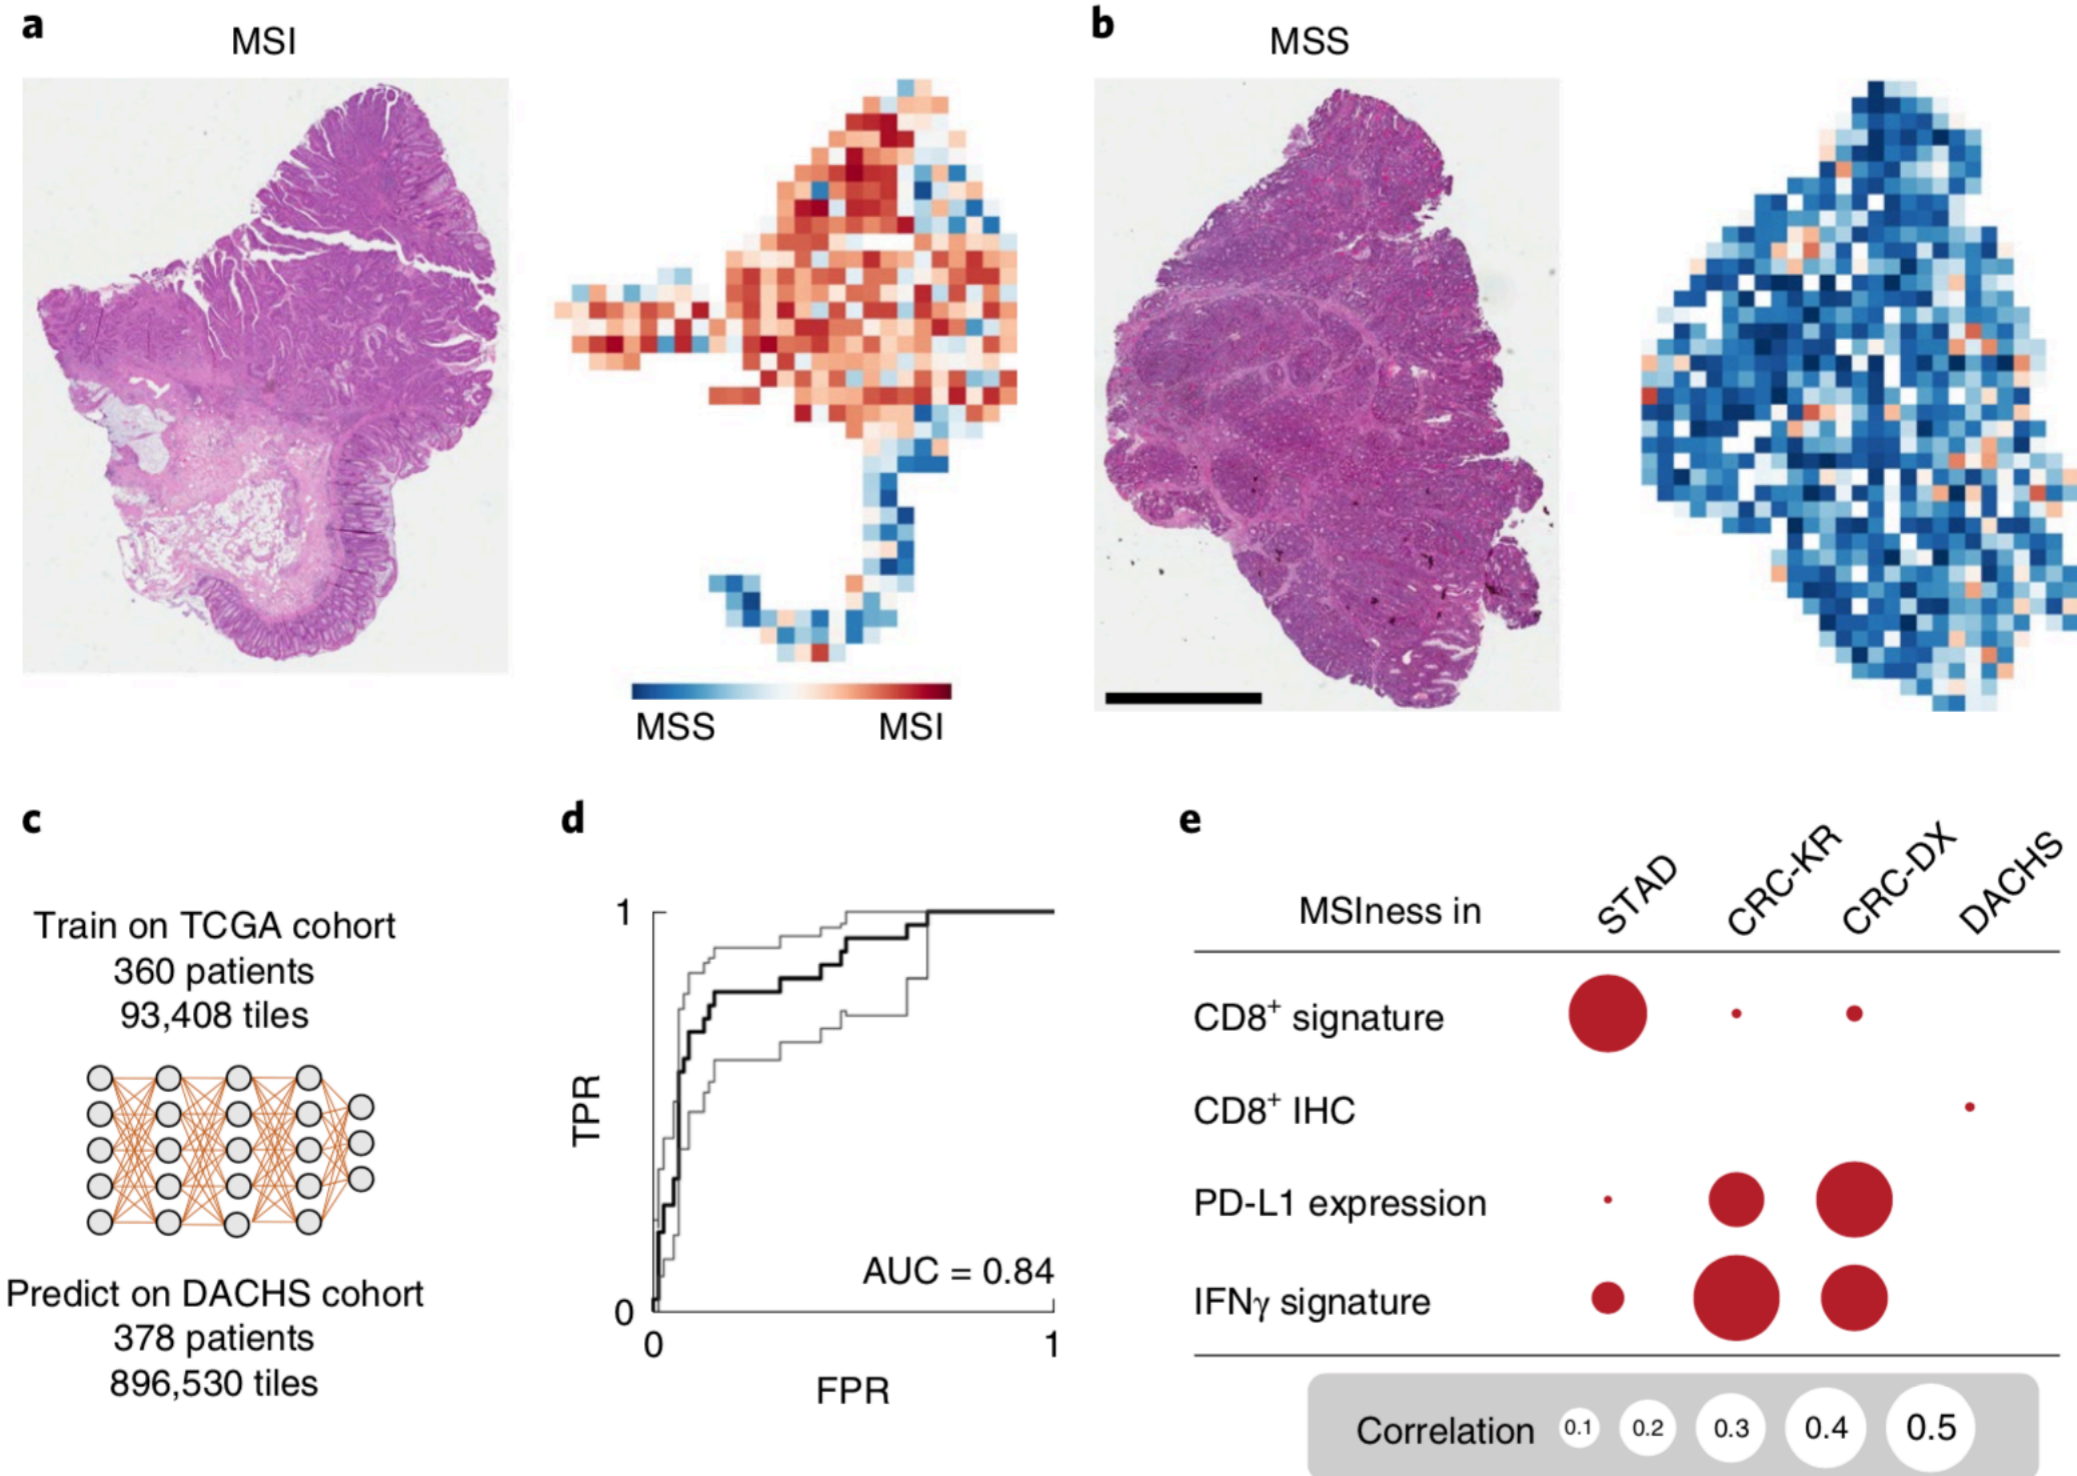 a
MSI
b
MSS
MSS
MSI
c
Train on TCGA cohort
360 patients
93,408 tiles
Predict on DACHS cohort
378 patients
896,530 tiles
d
1
TPR
AUC = 0.84
0
0
1
FPR
e
MSIness in
STAD
CRC-KR
CRC-DX
DACHS
CD8⁺ signature
CD8⁺ IHC
PD-L1 expression
IFNγ signature
Correlation 0.1 0.2 0.3 0.4 0.5